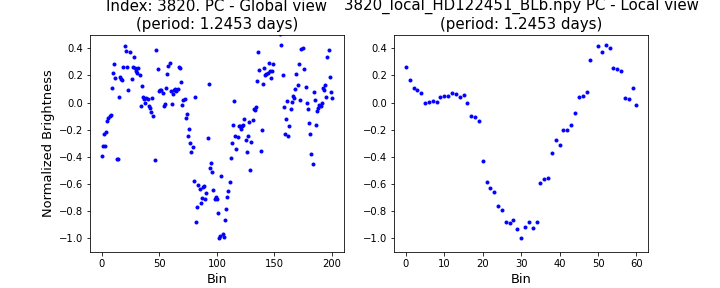 Index: 3820. PC - Global view
(period: 1.2453 days)
3820_local_HD122451_BLb.npy PC - Local view
(period: 1.2453 days)
Normalized Brightness
0.4
0.2
0.0
−0.2
−0.4
−0.6
−0.8
−1.0
0 50 100 150 200
Bin
0.4
0.2
0.0
−0.2
−0.4
−0.6
−0.8
−1.0
0 10 20 30 40 50 60
Bin